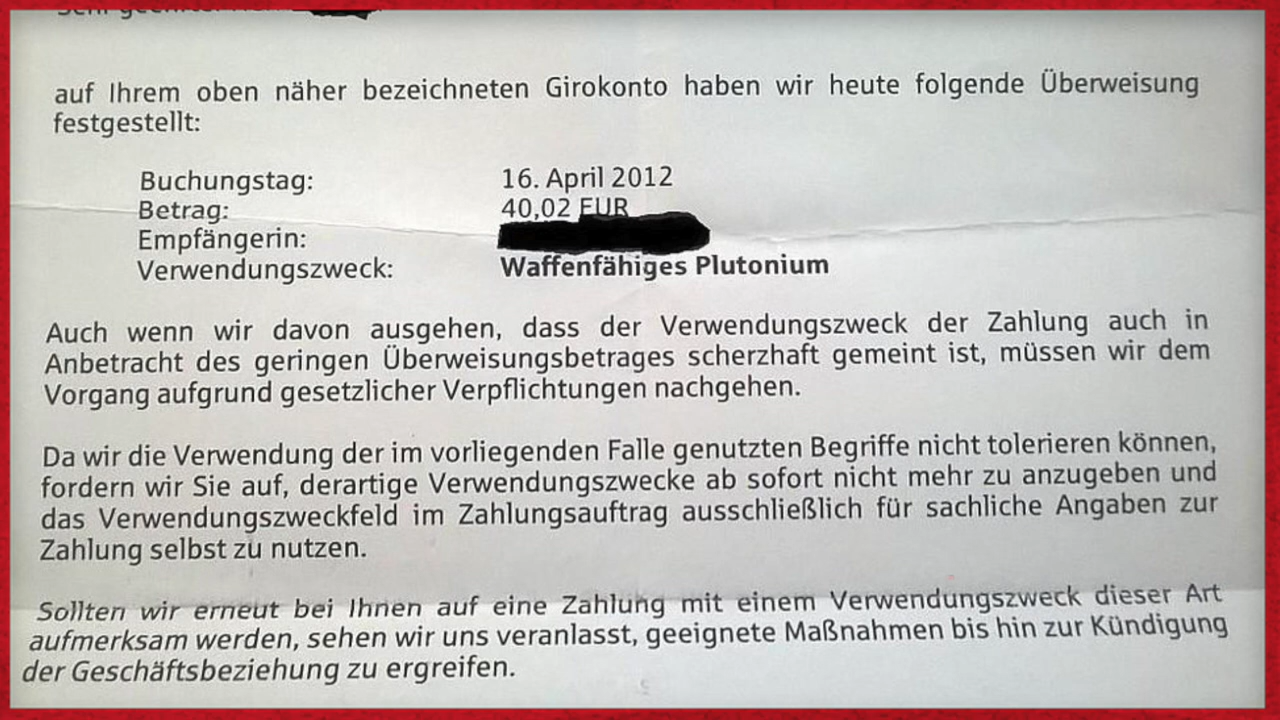 auf Ihrem oben näher bezeichneten Girokonto haben wir heute folgende Überweisung
festgestellt:
Buchungstag: 16. April 2012
Betrag: 40,02 EUR
Empfängerin:
Verwendungszweck: Waffenfähiges Plutonium
Auch wenn wir davon ausgehen, dass der Verwendungszweck der Zahlung auch in
Anbetracht des geringen Überweisungsbetrages scherzhaft gemeint ist, müssen wir dem
Vorgang aufgrund gesetzlicher Verpflichtungen nachgehen.
Da wir die Verwendung der im vorliegenden Falle genutzten Begriffe nicht tolerieren können,
fordern wir Sie auf, derartige Verwendungszwecke ab sofort nicht mehr zu anzugeben und
das Verwendungszweckfeld im Zahlungsauftrag ausschließlich für sachliche Angaben zur
Zahlung selbst zu nutzen.
Sollten wir erneut bei Ihnen auf eine Zahlung mit einem Verwendungszweck dieser Art
aufmerksam werden, sehen wir uns veranlasst, geeignete Maßnahmen bis hin zur Kündigung
der Geschäftsbeziehung zu ergreifen.